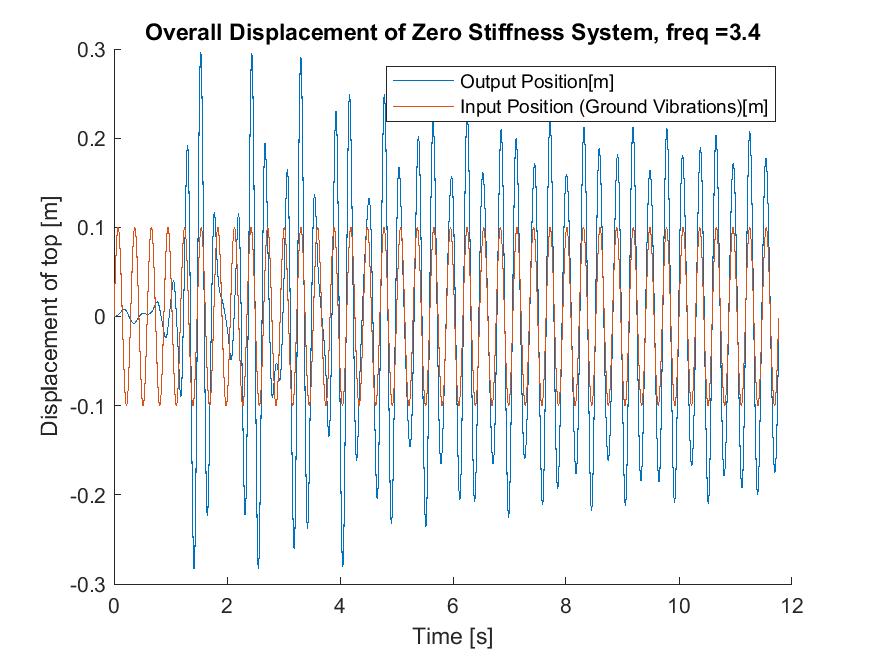 Overall Displacement of Zero Stiffness System, freq =3.4
0.3
Output Position[m]
Input Position (Ground Vibrations)[m]
0.2
0.1
0
-0.1
-0.2
-0.3
Displacement of top [m]
0 2 4 6 8 10 12
Time [s]